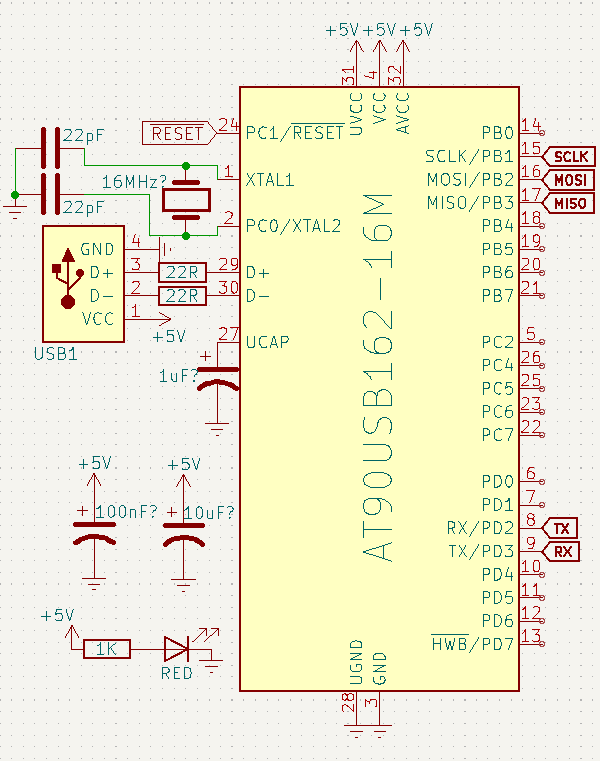 +5V +5V +5V
31 4 32
UVCC VCC AVCC
22pF
24 RESET PC1/RESET
PB0 14
SCLK/PB1 15 SCLK
16MHz? 1 XTAL1
MOSI/PB2 16 MOSI
22pF
MISO/PB3 17 MISO
2 PC0/XTAL2
PB4 18
GND 4
PB5 19
D+ 3 22R 29 D+
PB6 20
D- 2 22R 30 D-
PB7 21
VCC 1
+5V
USB1
27 UCAP
PC2 5
1uF?
+
PC4 26
PC5 25
PC6 23
PC7 22
AT90USB162-16M
+5V +5V
PD0 6
+ 100nF? + 10uF?
PD1 7
RX/PD2 8 TX
TX/PD3 9 RX
PD4 10
PD5 11
PD6 12
+5V
HWB/PD7 13
1K
RED
UGND GND
28 3